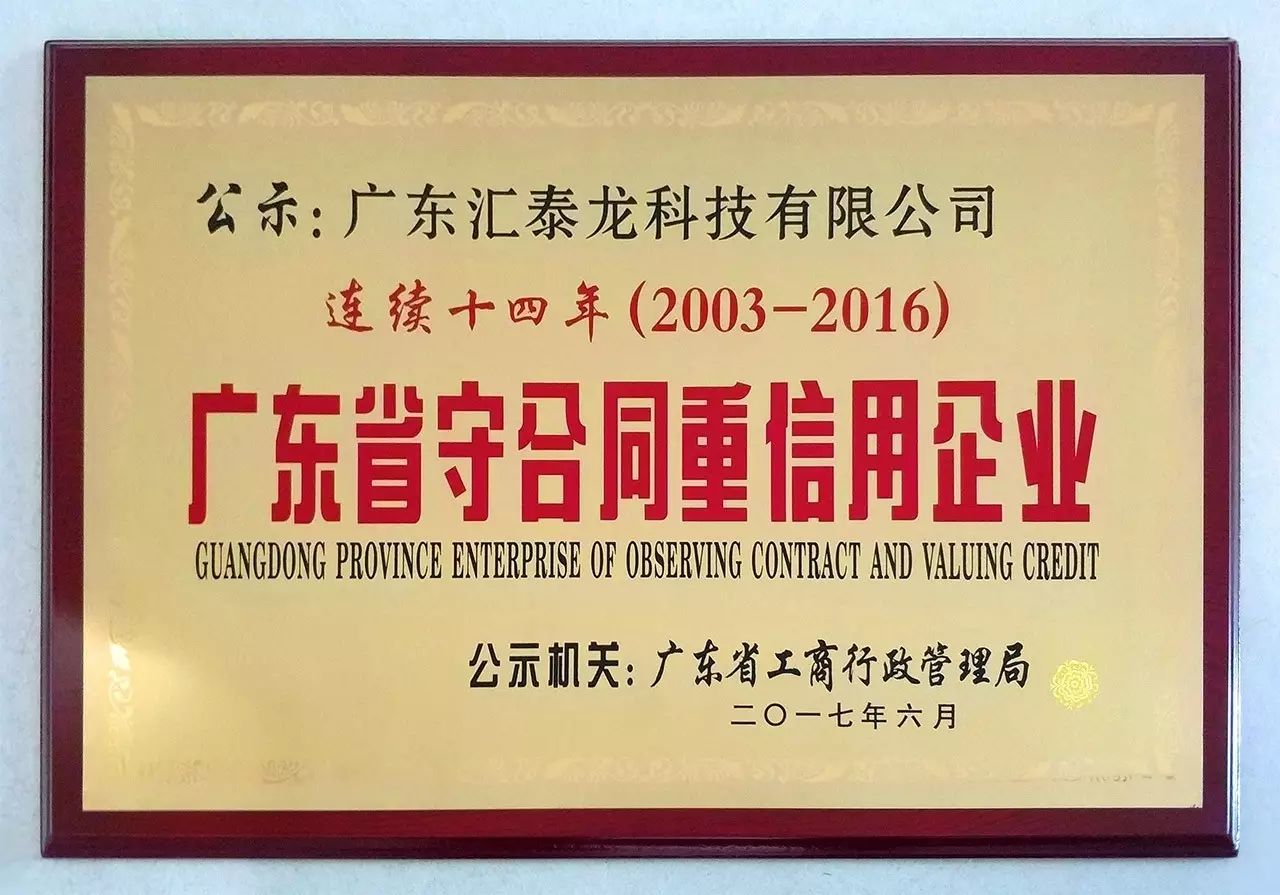 公示：广东汇泰龙科技有限公司
连续十四年(2003-2016)
广东省守合同重信用企业
GUANGDONG PROVINCE ENTERPRISE OF OBSERVING CONTRACT AND VALUING CREDIT
公示机关：广东省工商行政管理局
二〇一七年六月